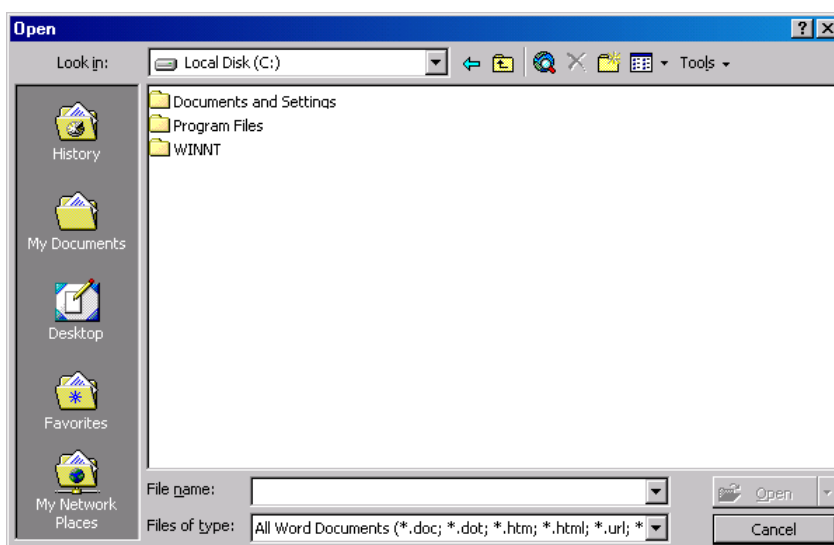 Open
Look in:
Local Disk (C:)
Tools
Documents and Settings
Program Files
WINNT
History
My Documents
Desktop
Favorites
My Network
Places
File name:
Open
Files of type:
All Word Documents (*.doc; *.dot; *.htm; *.html; *.url; *
Cancel